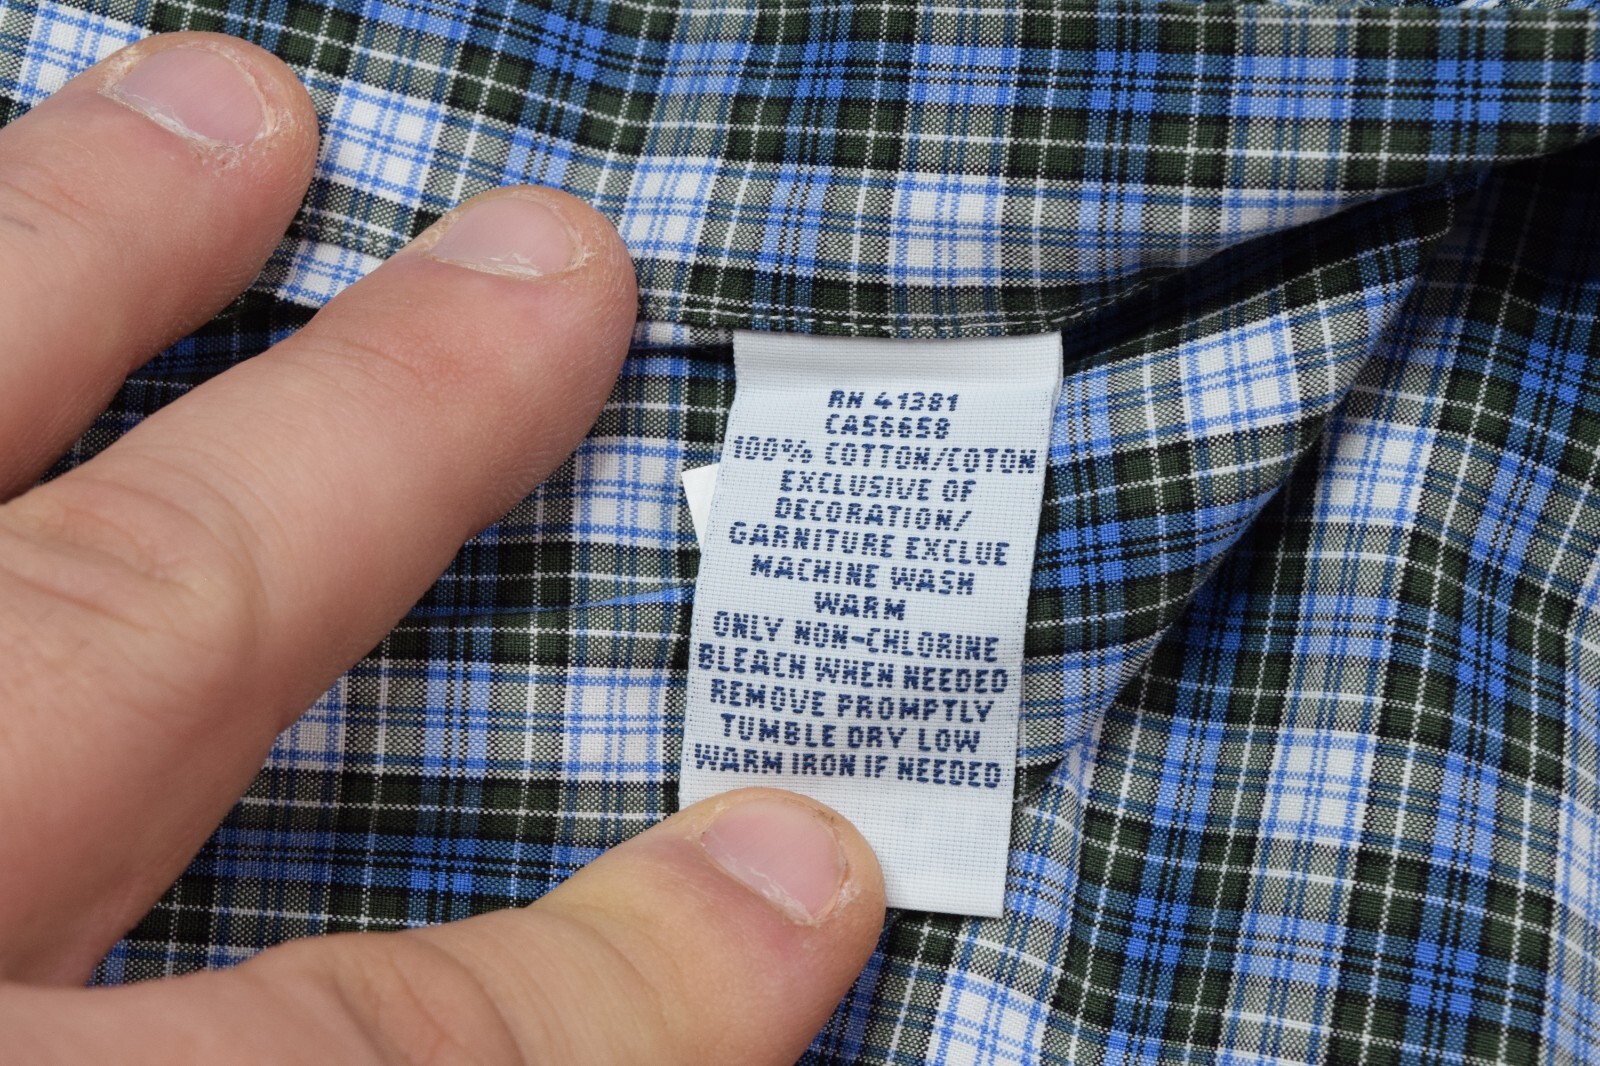 RN 41381
CA56658
100% COTTON/COTON
EXCLUSIVE OF
DECORATION/
GARNITURE EXCLUE
MACHINE WASH
WARM
ONLY NON-CHLORINE
BLEACH WHEN NEEDED
REMOVE PROMPTLY
TUMBLE DRY LOW
WARM IRON IF NEEDED